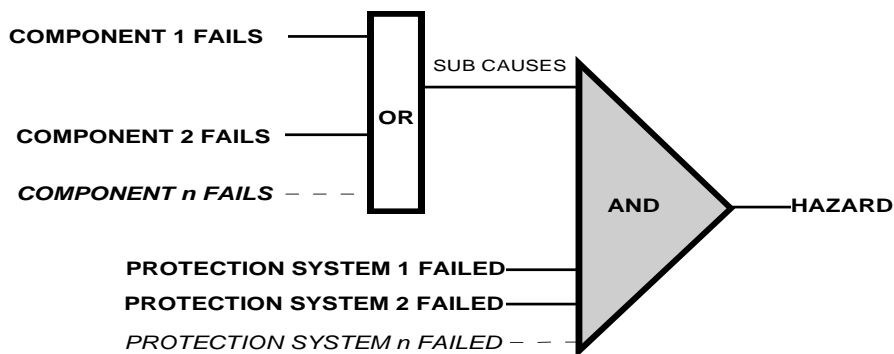 COMPONENT 1 FAILS
SUB CAUSES
OR
COMPONENT 2 FAILS
COMPONENT n FAILS
AND
HAZARD
PROTECTION SYSTEM 1 FAILED
PROTECTION SYSTEM 2 FAILED
PROTECTION SYSTEM n FAILED